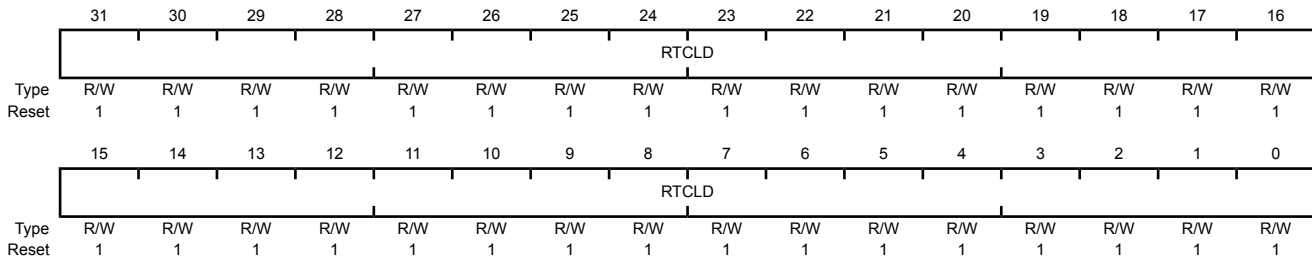 31 30 29 28 27 26 25 24 23 22 21 20 19 18 17 16
RTCLD
Type R/W R/W R/W R/W R/W R/W R/W R/W R/W R/W R/W R/W R/W R/W R/W R/W
Reset 1 1 1 1 1 1 1 1 1 1 1 1 1 1 1 1
15 14 13 12 11 10 9 8 7 6 5 4 3 2 1 0
RTCLD
Type R/W R/W R/W R/W R/W R/W R/W R/W R/W R/W R/W R/W R/W R/W R/W R/W
Reset 1 1 1 1 1 1 1 1 1 1 1 1 1 1 1 1